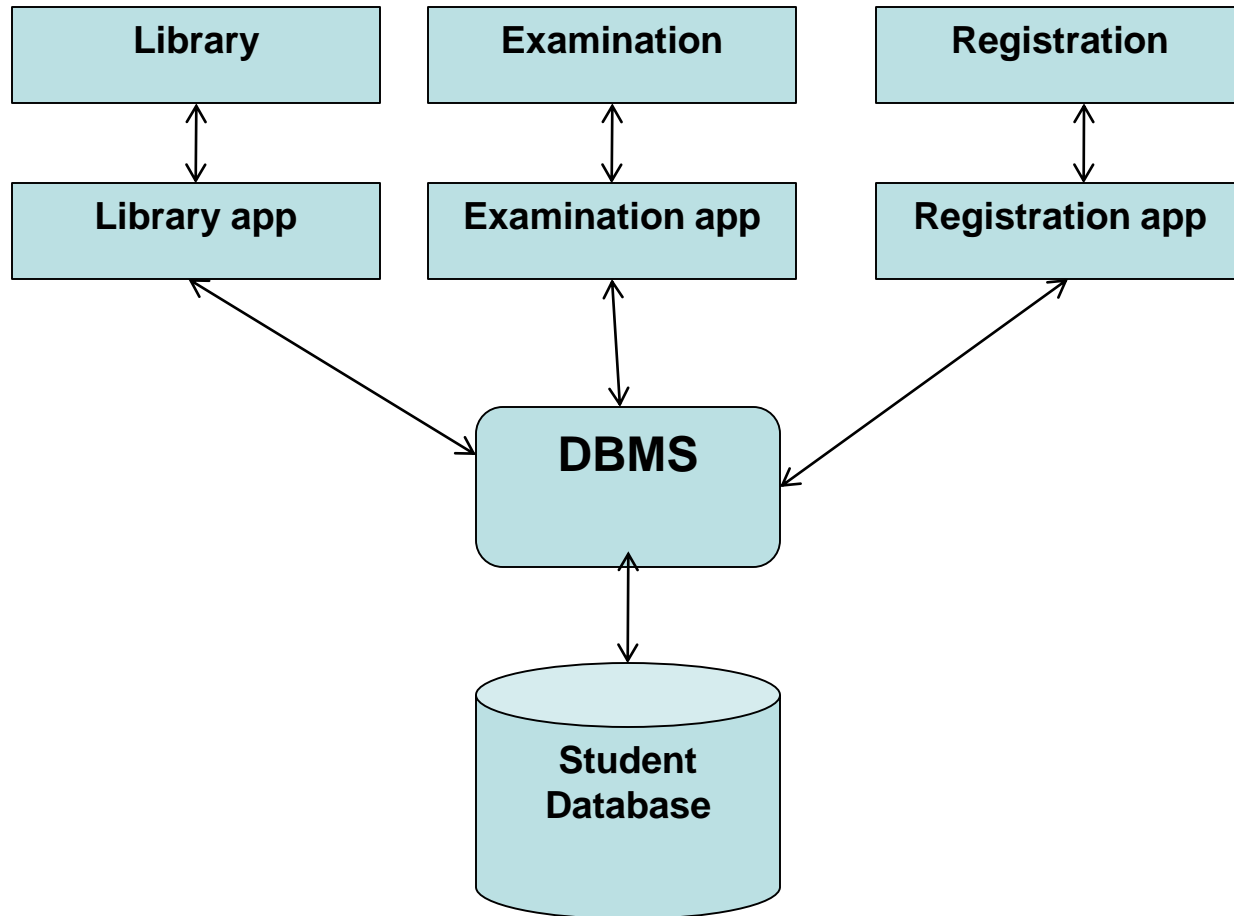 Library
Examination
Registration
Library app
Examination app
Registration app
DBMS
Student
Database